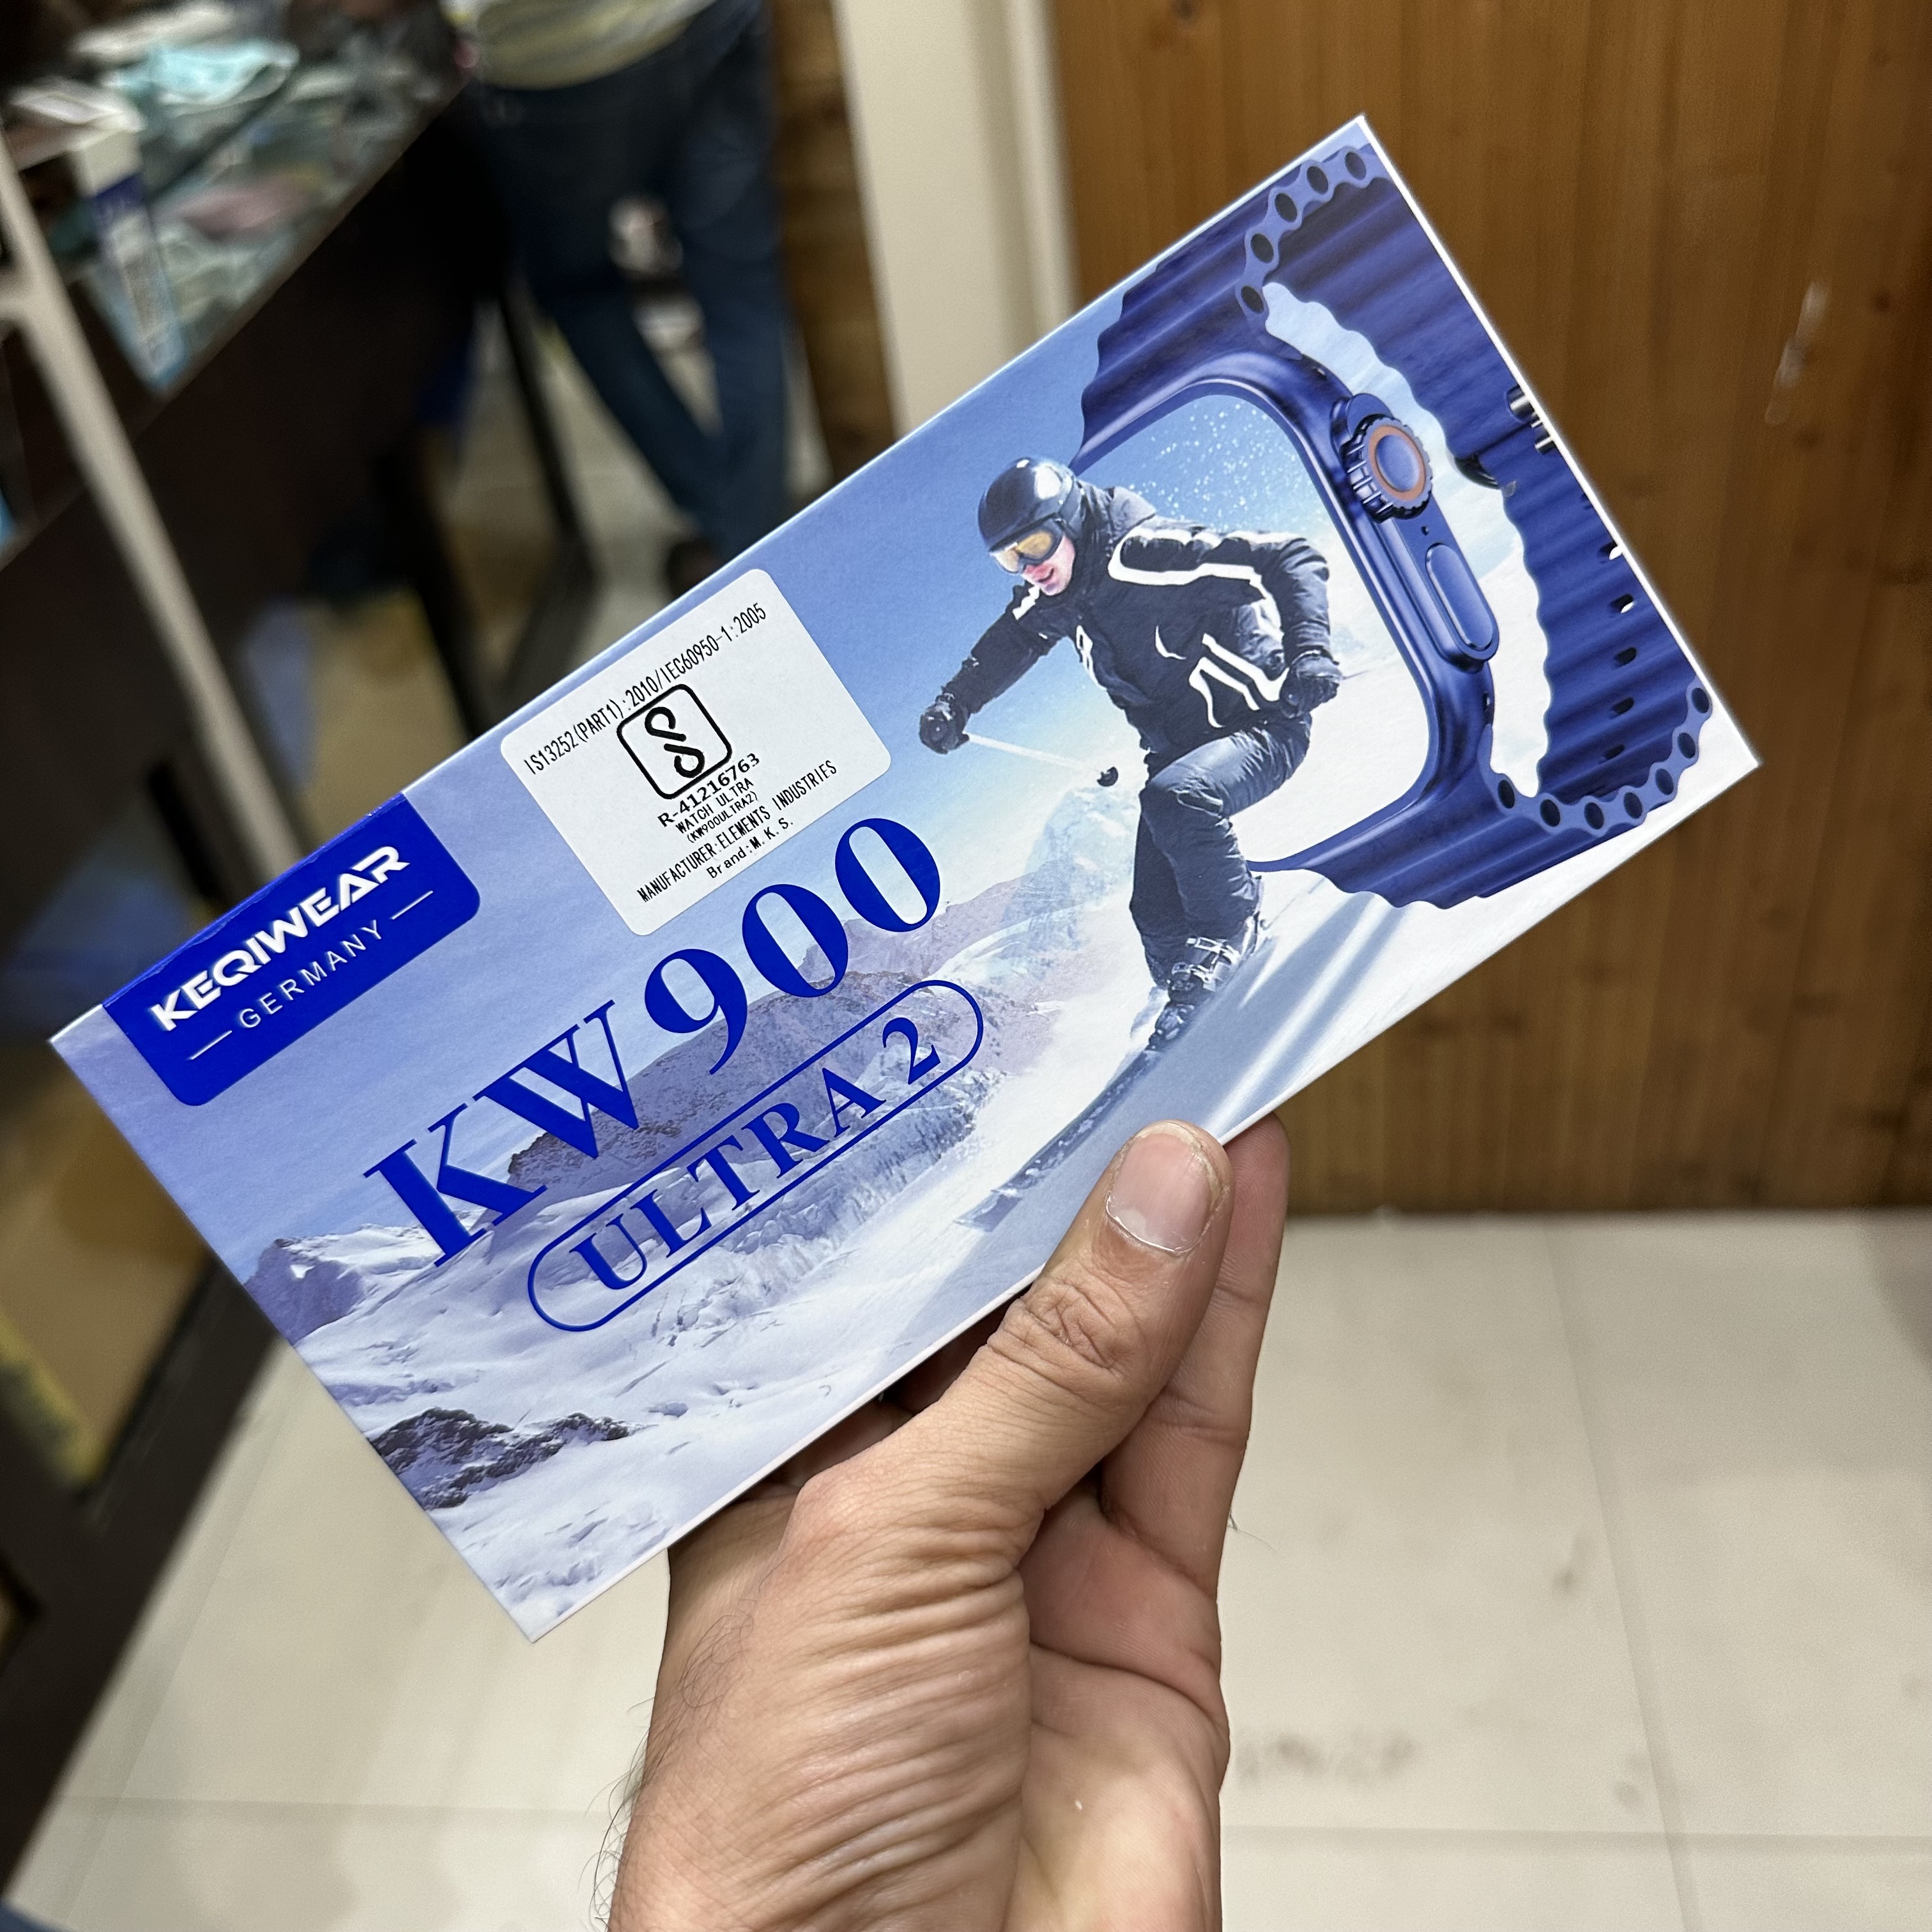 KEQIWEAR
GERMANY
IS13252(PART1):2010/IEC60950-1:2005
R-41216763
WATCH ULTRA
(KW900ULTRA2)
MANUFACTURER:ELEMENTS INDUSTRIES
Brand:M.K.S.
KW900
ULTRA 2